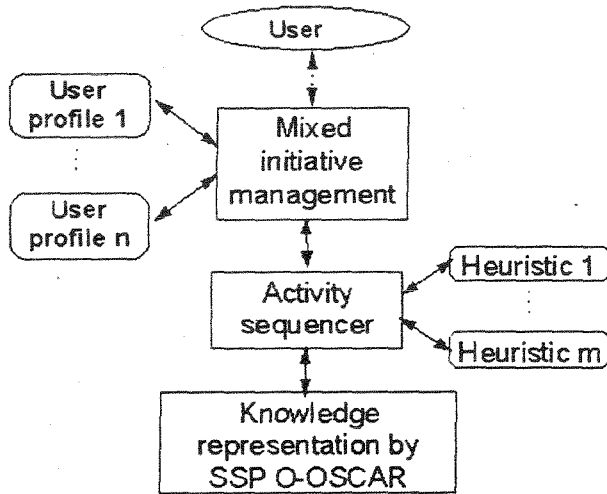 User
User
profile 1
User
profile n
Mixed
initiative
management
Activity
sequencer
Heuristic 1
Heuristic m
Knowledge
representation by
SSP O-OSCAR